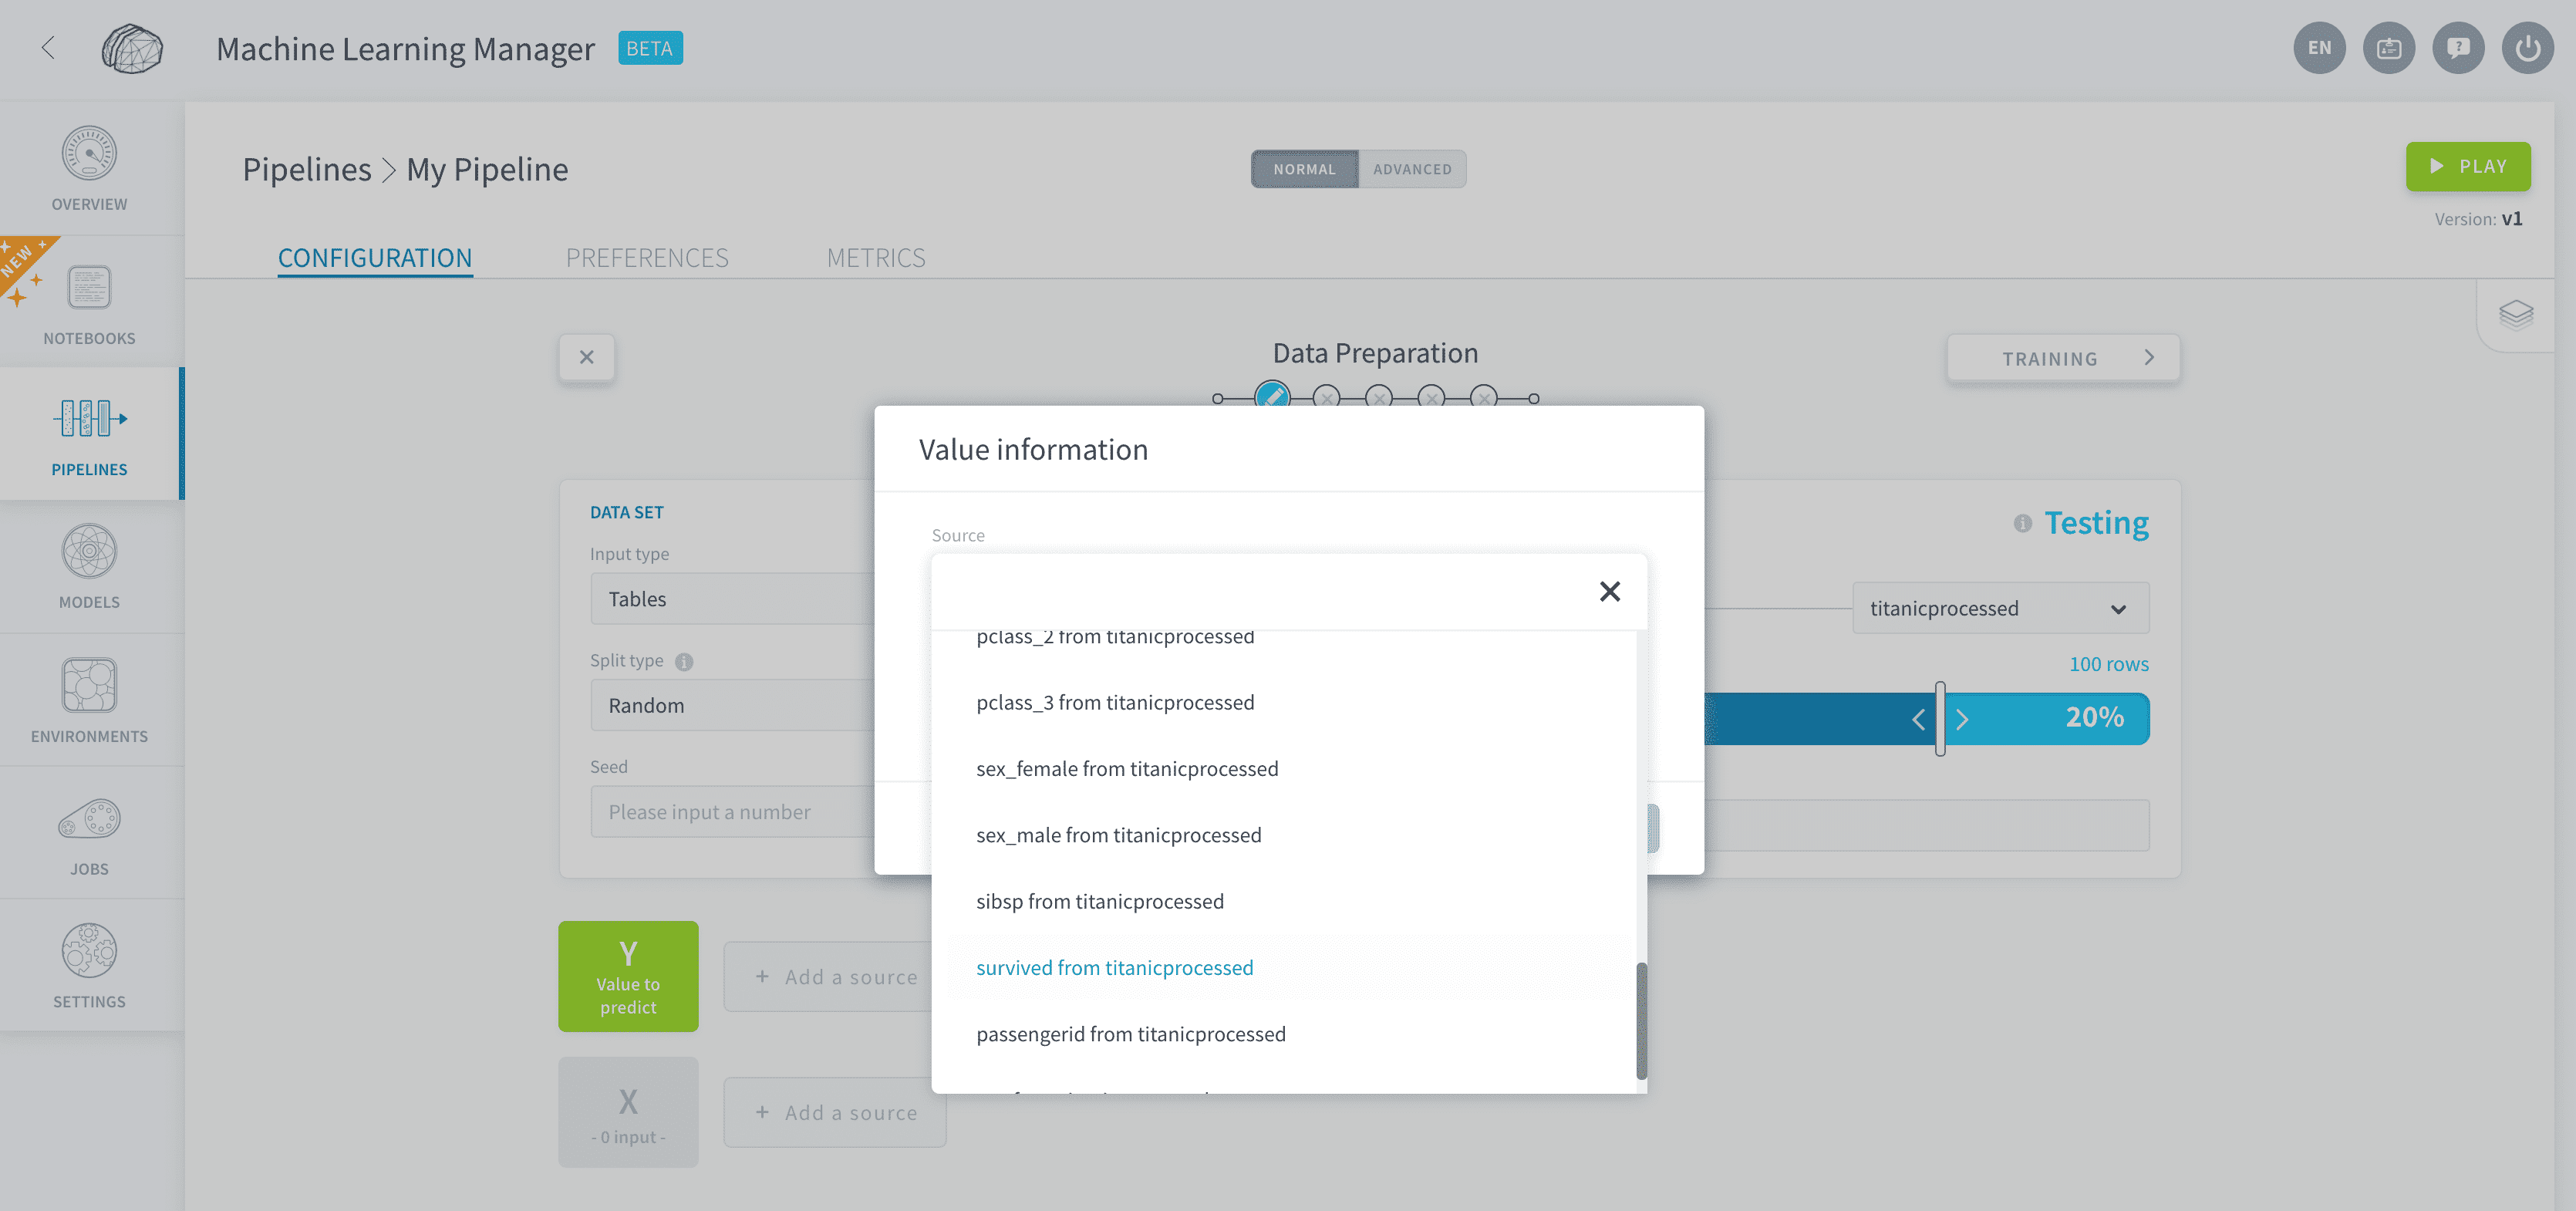 Machine Learning Manager BETA
EN
OVERVIEW
NEW
NOTEBOOKS
PIPELINES
MODELS
ENVIRONMENTS
JOBS
SETTINGS
Pipelines > My Pipeline
NORMAL ADVANCED
PLAY
Version: v1
CONFIGURATION PREFERENCES METRICS
Data Preparation
TRAINING
DATA SET
Input type
Tables
Split type
Random
Seed
Please input a number
Value information
Source
pclass_2 from titanicprocessed
pclass_3 from titanicprocessed
sex_female from titanicprocessed
sex_male from titanicprocessed
sibsp from titanicprocessed
survived from titanicprocessed
passengerid from titanicprocessed
Testing
titanicprocessed
100 rows
20%
Y
Value to
predict
+ Add a source
X
- 0 input -
+ Add a source